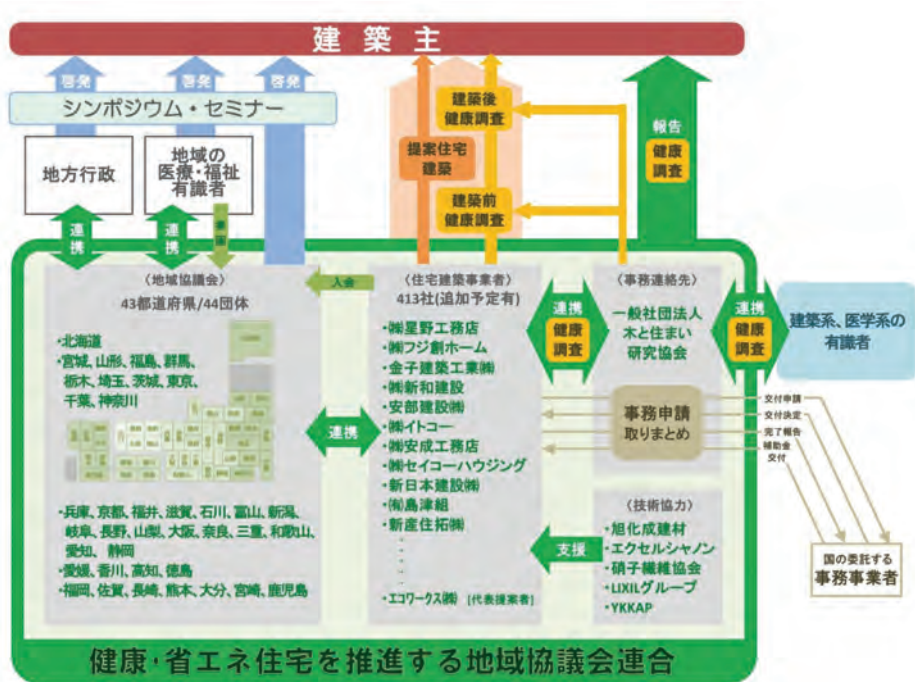 建築主
啓発
啓発
啓発
シンポジウム・セミナー
地方行政
地域の
医療・福祉
有識者
連携
連携
提案住宅
建築
建築後
健康調査
建築前
健康調査
報告
健康
調査
〈地域協議会〉
43都道府県/44団体
・北海道
・宮城、山形、福島、群馬、
栃木、埼玉、茨城、東京、
千葉、神奈川
・兵庫、京都、福井、滋賀、石川、富山、新潟、
岐阜、長野、山梨、大阪、奈良、三重、和歌山、
愛知、静岡
・愛媛、香川、高知、徳島
・福岡、佐賀、長崎、熊本、大分、宮崎、鹿児島
入会
連携
〈住宅建築事業者〉
413社(追加予定有)
・㈱星野工務店
・㈱フジ創ホーム
・金子建築工業㈱
・㈱新和建設
・安部建設㈱
・㈱イトコー
・㈱安成工務店
・㈱セイコーハウジング
・新日本建設㈱
・㈲島津組
・新産住拓㈱
・エコワークス㈱ [代表提案者]
連携
健康
調査
〈事務連絡先〉
一般社団法人
木と住まい
研究協会
連携
健康
調査
建築系、医学系の
有識者
事務申請
取りまとめ
交付申請
交付決定
完了報告
補助金
交付
国の委託する
事務事業者
支援
〈技術協力〉
・旭化成建材
・エクセルシャノン
・硝子繊維協会
・LIXILグループ
・YKKAP
健康・省エネ住宅を推進する地域協議会連合